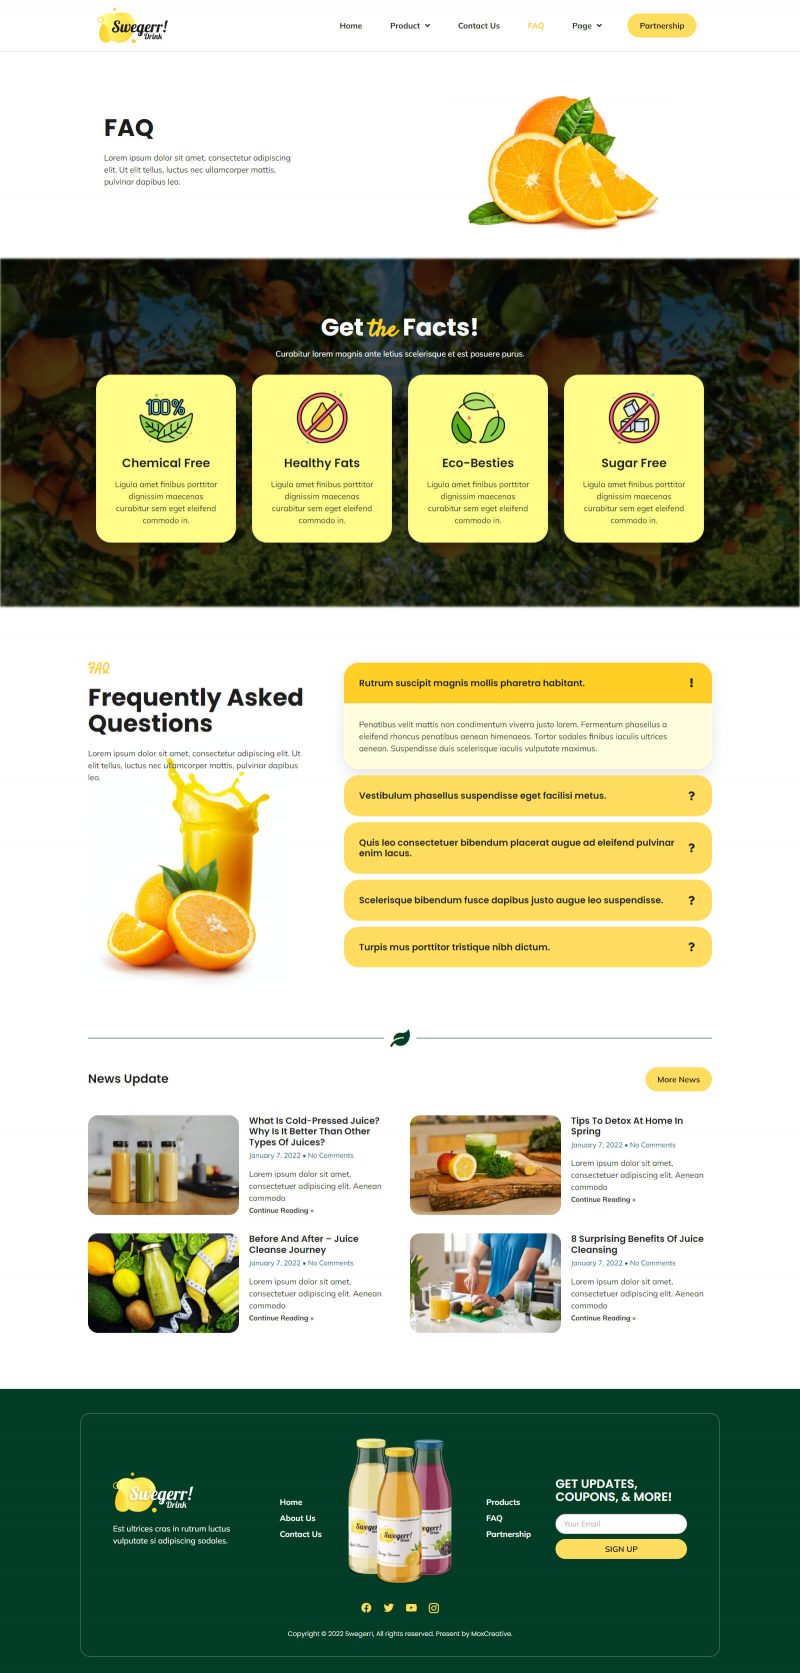 Swegerr!
Drink
Home
Product
Contact Us
FAQ
Page
Partnership
FAQ
Lorem ipsum dolor sit amet, consectetur adipiscing
elit. Ut elit tellus, luctus nec ullamcorper mattis,
pulvinar dapibus leo.
Get the Facts!
Curabitur lorem magnis ante letius scelerisque et est posuere purus.
100%
Chemical Free
Ligula amet finibus porttitor
dignissim maecenas
curabitur sem eget eleifend
commodo in.
Healthy Fats
Ligula amet finibus porttitor
dignissim maecenas
curabitur sem eget eleifend
commodo in.
Eco-Besties
Ligula amet finibus porttitor
dignissim maecenas
curabitur sem eget eleifend
commodo in.
Sugar Free
Ligula amet finibus porttitor
dignissim maecenas
curabitur sem eget eleifend
commodo in.
FAQ
Frequently Asked
Questions
Lorem ipsum dolor sit amet, consectetur adipiscing elit. Ut
elit tellus, luctus nec ullamcorper mattis, pulvinar dapibus
leo.
Rutrum suscipit magnis mollis pharetra habitant. !
Penatibus velit mattis non condimentum viverra justo lorem. Fermentum phasellus a
eleifend rhoncus penatibus aenean himenaeos. Tortor sodales finibus iaculis ultrices
aenean. Suspendisse duis scelerisque iaculis vulputate maximus.
Vestibulum phasellus suspendisse eget facilisi metus. ?
Quis leo consectetuer bibendum placerat augue ad eleifend pulvinar
enim lacus. ?
Scelerisque bibendum fusce dapibus justo augue leo suspendisse. ?
Turpis mus porttitor tristique nibh dictum. ?
News Update
More News
What Is Cold-Pressed Juice?
Why Is It Better Than Other
Types Of Juices?
January 7, 2022 • No Comments
Lorem ipsum dolor sit amet,
consectetuer adipiscing elit. Aenean
commodo
Continue Reading »
Tips To Detox At Home In
Spring
January 7, 2022 • No Comments
Lorem ipsum dolor sit amet,
consectetuer adipiscing elit. Aenean
commodo
Continue Reading »
Before And After – Juice
Cleanse Journey
January 7, 2022 • No Comments
Lorem ipsum dolor sit amet,
consectetuer adipiscing elit. Aenean
commodo
Continue Reading »
8 Surprising Benefits Of Juice
Cleansing
January 7, 2022 • No Comments
Lorem ipsum dolor sit amet,
consectetuer adipiscing elit. Aenean
commodo
Continue Reading »
Swegerr!
Drink
Est ultrices cras in rutrum luctus
vulputate si adipiscing sodales.
Home
About Us
Contact Us
Swegerr!
Drink
Products
FAQ
Partnership
GET UPDATES,
COUPONS, & MORE!
Your Email
SIGN UP
Copyright © 2022 Swegerr!, All rights reserved. Present by MoxCreative.